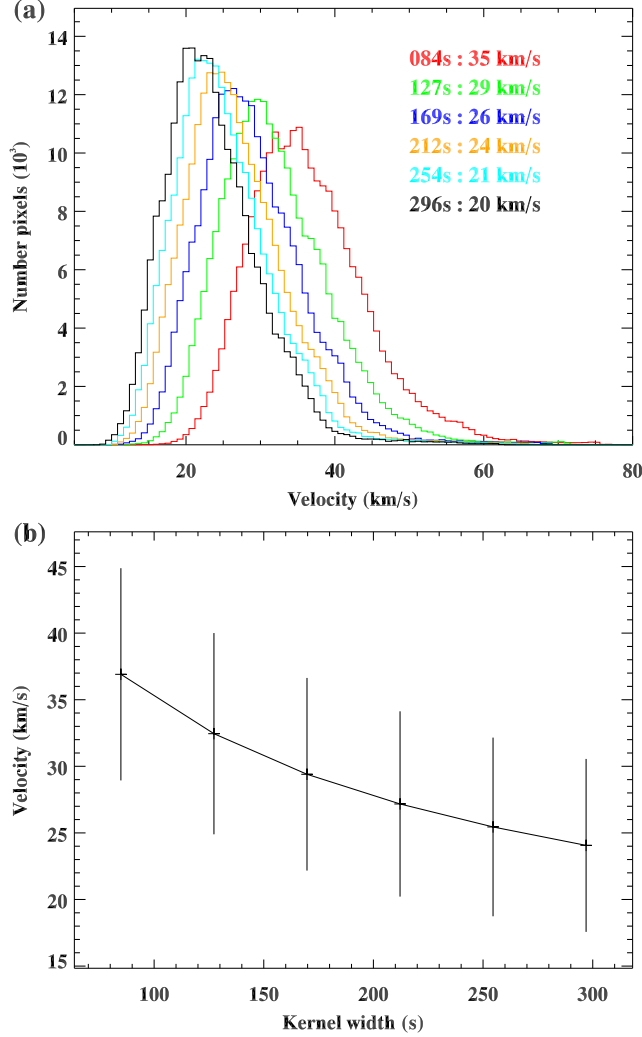 (a)
14
12
10
8
6
4
2
0
Number pixels (10³)
084s : 35 km/s
127s : 29 km/s
169s : 26 km/s
212s : 24 km/s
254s : 21 km/s
296s : 20 km/s
20 40 60 80
Velocity (km/s)
(b)
45
40
35
30
25
20
15
Velocity (km/s)
100 150 200 250 300
Kernel width (s)